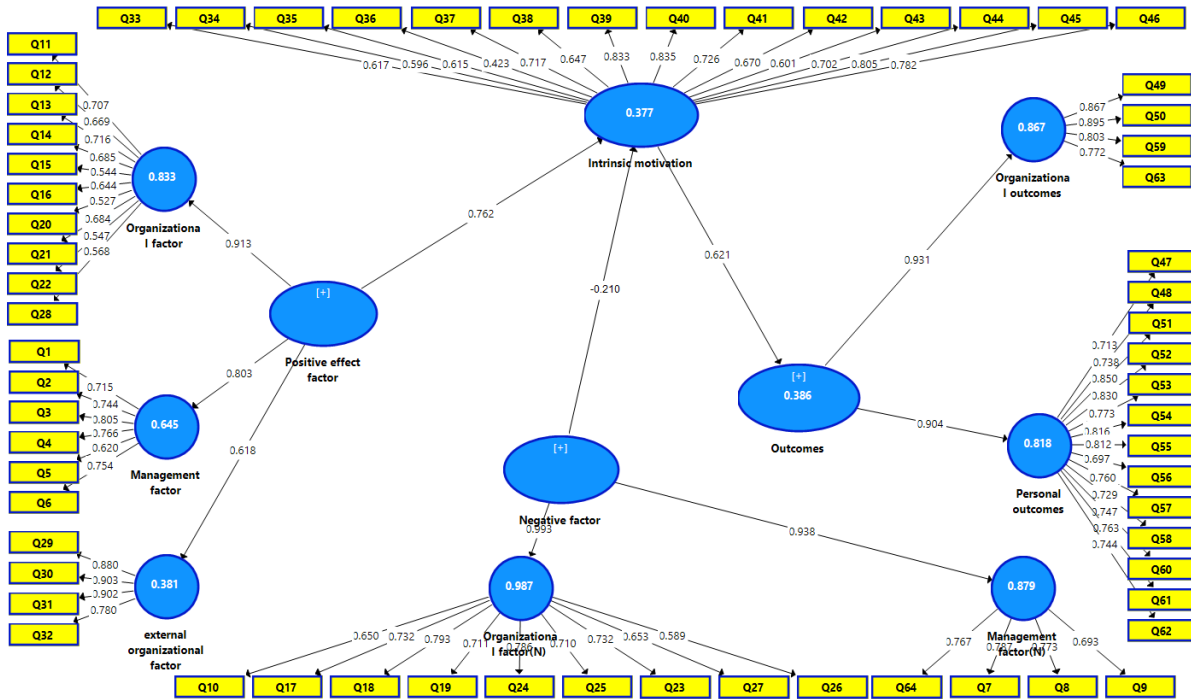 Q33 Q34 Q35 Q36 Q37 Q38 Q39 Q40 Q41 Q42 Q43 Q44 Q45 Q46
0.617 0.596 0.615 0.423 0.717 0.647 0.833 0.835 0.726 0.670 0.601 0.702 0.805 0.782
0.377
Intrinsic motivation
Q11
Q12
Q13
Q14
Q15
Q16
Q20
Q21
Q22
Q28
0.707
0.669
0.716
0.685
0.544
0.644
0.527
0.684
0.547
0.568
0.833
Organizationa
l factor
0.913
0.762
[+]
Positive effect
factor
0.803
0.618
Q1
Q2
Q3
Q4
Q5
Q6
0.715
0.744
0.805
0.766
0.620
0.754
0.645
Management
factor
Q29
Q30
Q31
Q32
0.880
0.903
0.902
0.780
0.381
external
organizational
factor
-0.210
[+]
Negative factor
0.993
0.938
0.987
Organizationa
l factor(N)
0.650 0.732 0.793 0.711 0.786 0.710 0.732 0.653 0.589
Q10 Q17 Q18 Q19 Q24 Q25 Q23 Q27 Q26
0.879
Management
factor(N)
0.767 0.787 0.773 0.693
Q64 Q7 Q8 Q9
0.621
[+]
0.386
Outcomes
0.931
0.904
0.867
Organizationa
l outcomes
0.867
0.895
0.803
0.772
Q49
Q50
Q59
Q63
0.818
Personal
outcomes
0.713
0.738
0.850
0.830
0.773
0.816
0.812
0.697
0.760
0.729
0.747
0.763
0.744
Q47
Q48
Q51
Q52
Q53
Q54
Q55
Q56
Q57
Q58
Q60
Q61
Q62